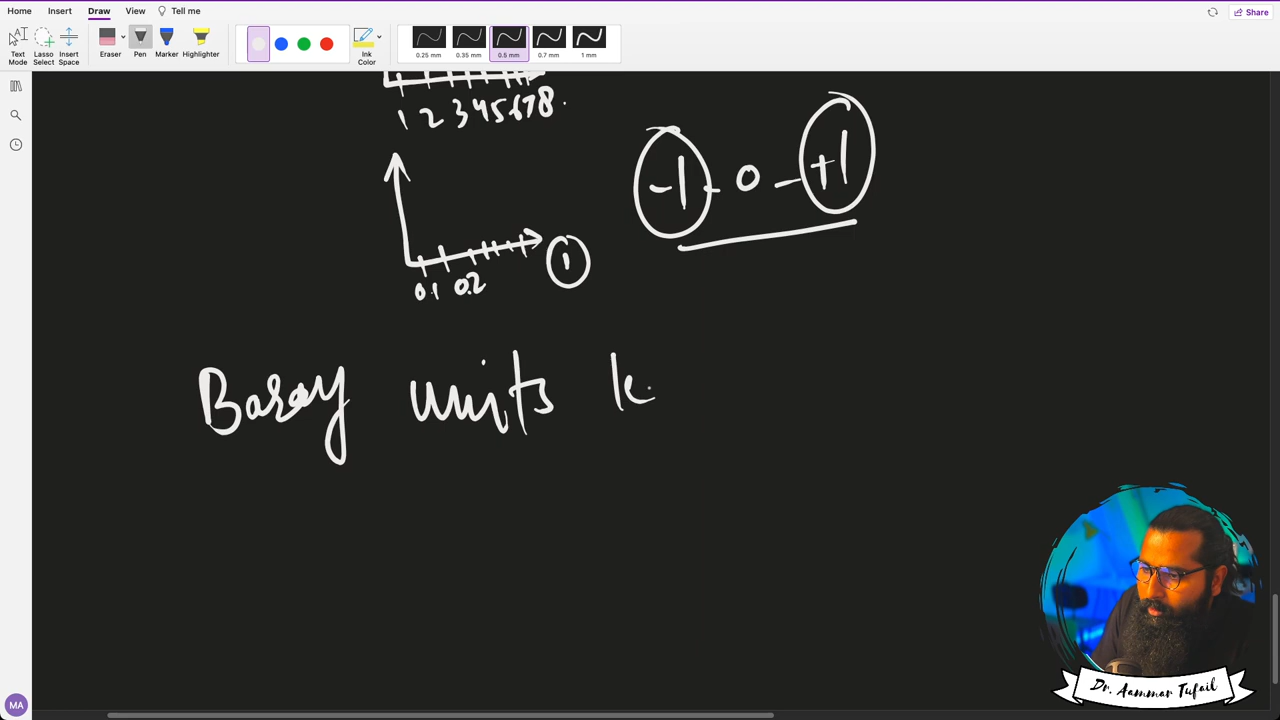 Home Insert Draw View Tell me
Share
Text Mode
Lasso Select
Insert Space
Eraser
Pen
Marker
Highlighter
Ink Color
0.25 mm
0.35 mm
0.5 mm
0.7 mm
1 mm
1 2 3 4 5 6 7 8
-1 - 0 - +1
0.1 0.2 1
Baray units k
MA
Dr. Aammar Tufail